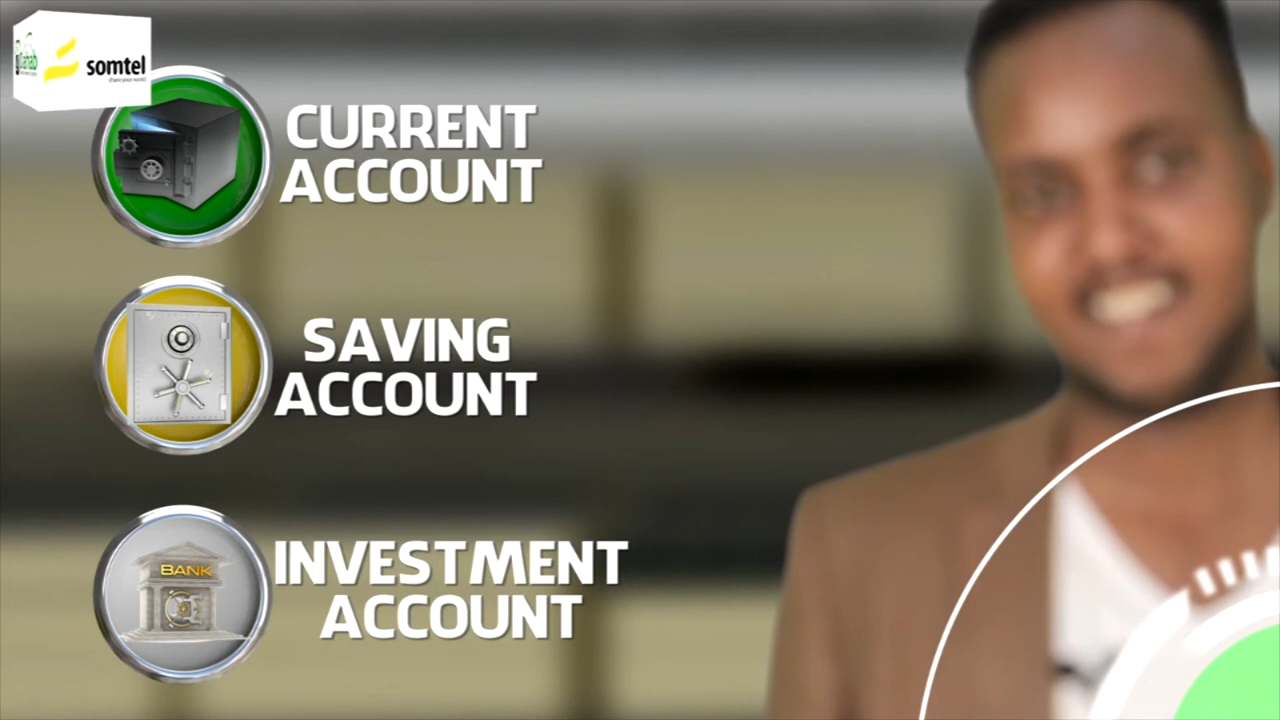 somtel
CURRENT
ACCOUNT
SAVING
ACCOUNT
BANK
INVESTMENT
ACCOUNT